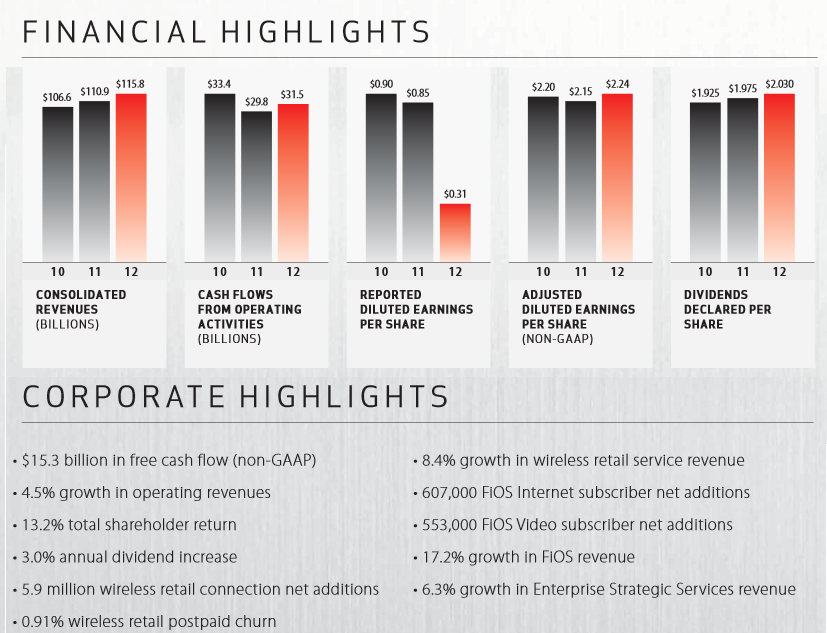 FINANCIAL HIGHLIGHTS
$106.6 $110.9 $115.8
10 11 12
CONSOLIDATED
REVENUES
(BILLIONS)
$33.4 $29.8 $31.5
10 11 12
CASH FLOWS
FROM OPERATING
ACTIVITIES
(BILLIONS)
$0.90 $0.85 $0.31
10 11 12
REPORTED
DILUTED EARNINGS
PER SHARE
$2.20 $2.15 $2.24
10 11 12
ADJUSTED
DILUTED EARNINGS
PER SHARE
(NON-GAAP)
$1.925 $1.975 $2.030
10 11 12
DIVIDENDS
DECLARED PER
SHARE
CORPORATE HIGHLIGHTS
• $15.3 billion in free cash flow (non-GAAP)
• 4.5% growth in operating revenues
• 13.2% total shareholder return
• 3.0% annual dividend increase
• 5.9 million wireless retail connection net additions
• 0.91% wireless retail postpaid churn
• 8.4% growth in wireless retail service revenue
• 607,000 FiOS Internet subscriber net additions
• 553,000 FiOS Video subscriber net additions
• 17.2% growth in FiOS revenue
• 6.3% growth in Enterprise Strategic Services revenue